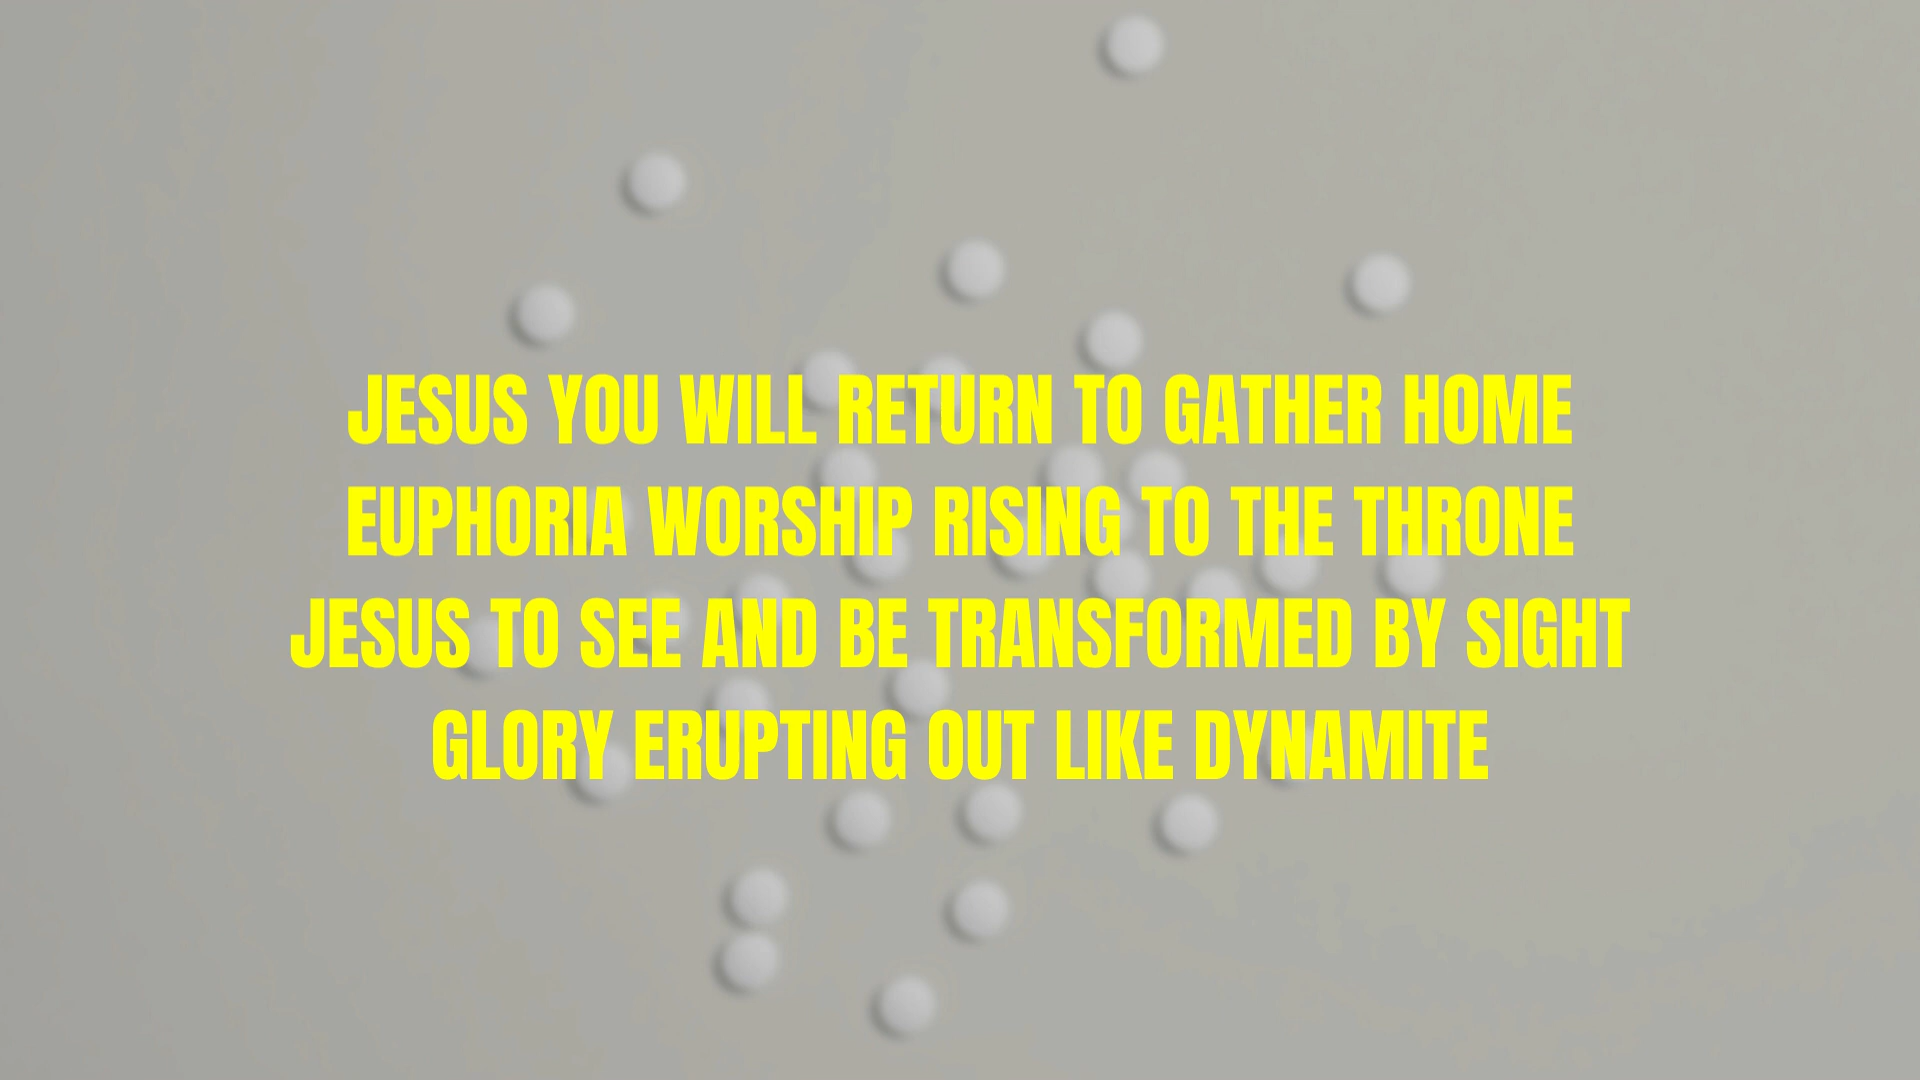 JESUS YOU WILL RETURN TO GATHER HOME
EUPHORIA WORSHIP RISING TO THE THRONE
JESUS TO SEE AND BE TRANSFORMED BY SIGHT
GLORY ERUPTING OUT LIKE DYNAMITE